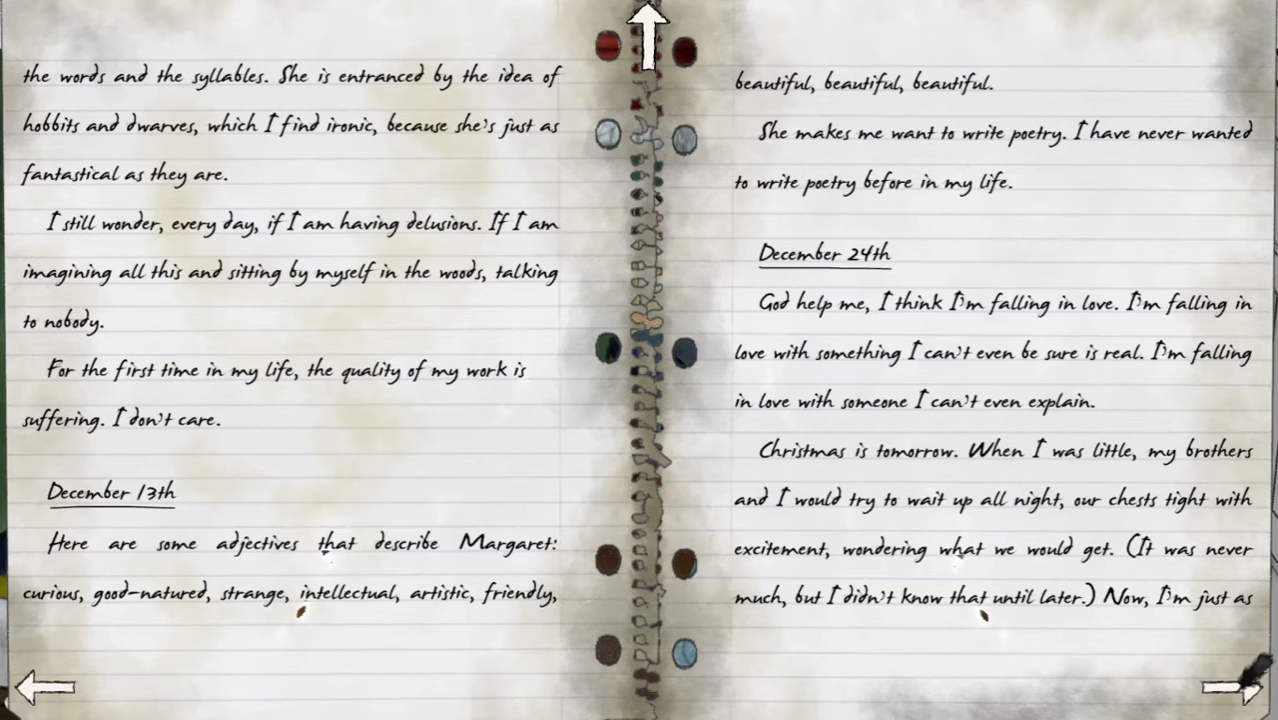 the words and the syllables. She is entranced by the idea of
hobbits and dwarves, which I find ironic, because she's just as
fantastical as they are.
I still wonder, every day, if I am having delusions. If I am
imagining all this and sitting by myself in the woods, talking
to nobody.
For the first time in my life, the quality of my work is
suffering. I don't care.
December 13th
Here are some adjectives that describe Margaret:
curious, good-natured, strange, intellectual, artistic, friendly,
beautiful, beautiful, beautiful.
She makes me want to write poetry. I have never wanted
to write poetry before in my life.
December 24th
God help me, I think I'm falling in love. I'm falling in
love with something I can't even be sure is real. I'm falling
in love with someone I can't even explain.
Christmas is tomorrow. When I was little, my brothers
and I would try to wait up all night, our chests tight with
excitement, wondering what we would get. (It was never
much, but I didn't know that until later.) Now, I'm just as